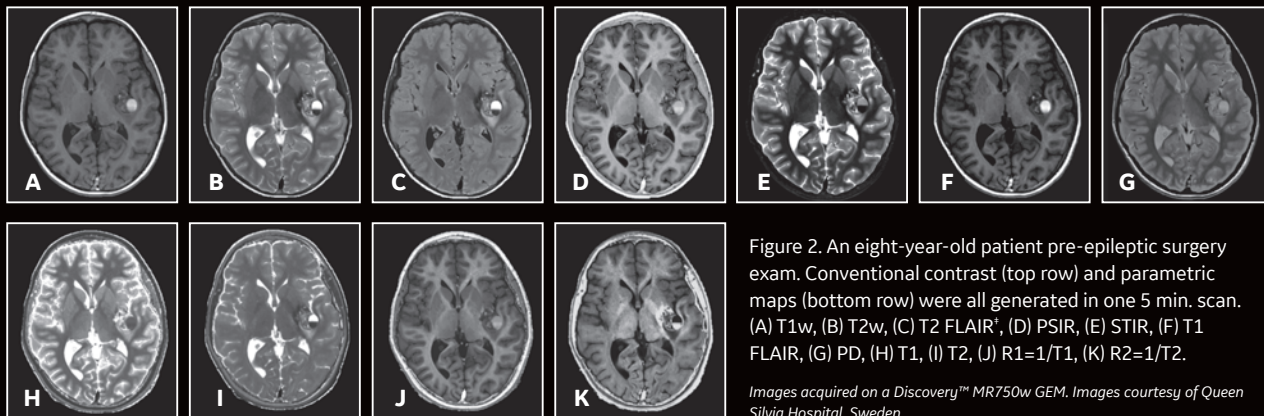 A
B
C
D
E
F
G
H
I
J
K
Figure 2. An eight-year-old patient pre-epileptic surgery
exam. Conventional contrast (top row) and parametric
maps (bottom row) were all generated in one 5 min. scan.
(A) T1w, (B) T2w, (C) T2 FLAIR‡, (D) PSIR, (E) STIR, (F) T1
FLAIR, (G) PD, (H) T1, (I) T2, (J) R1=1/T1, (K) R2=1/T2.
Images acquired on a Discovery™ MR750w GEM. Images courtesy of Queen
Silvia Hospital, Sweden